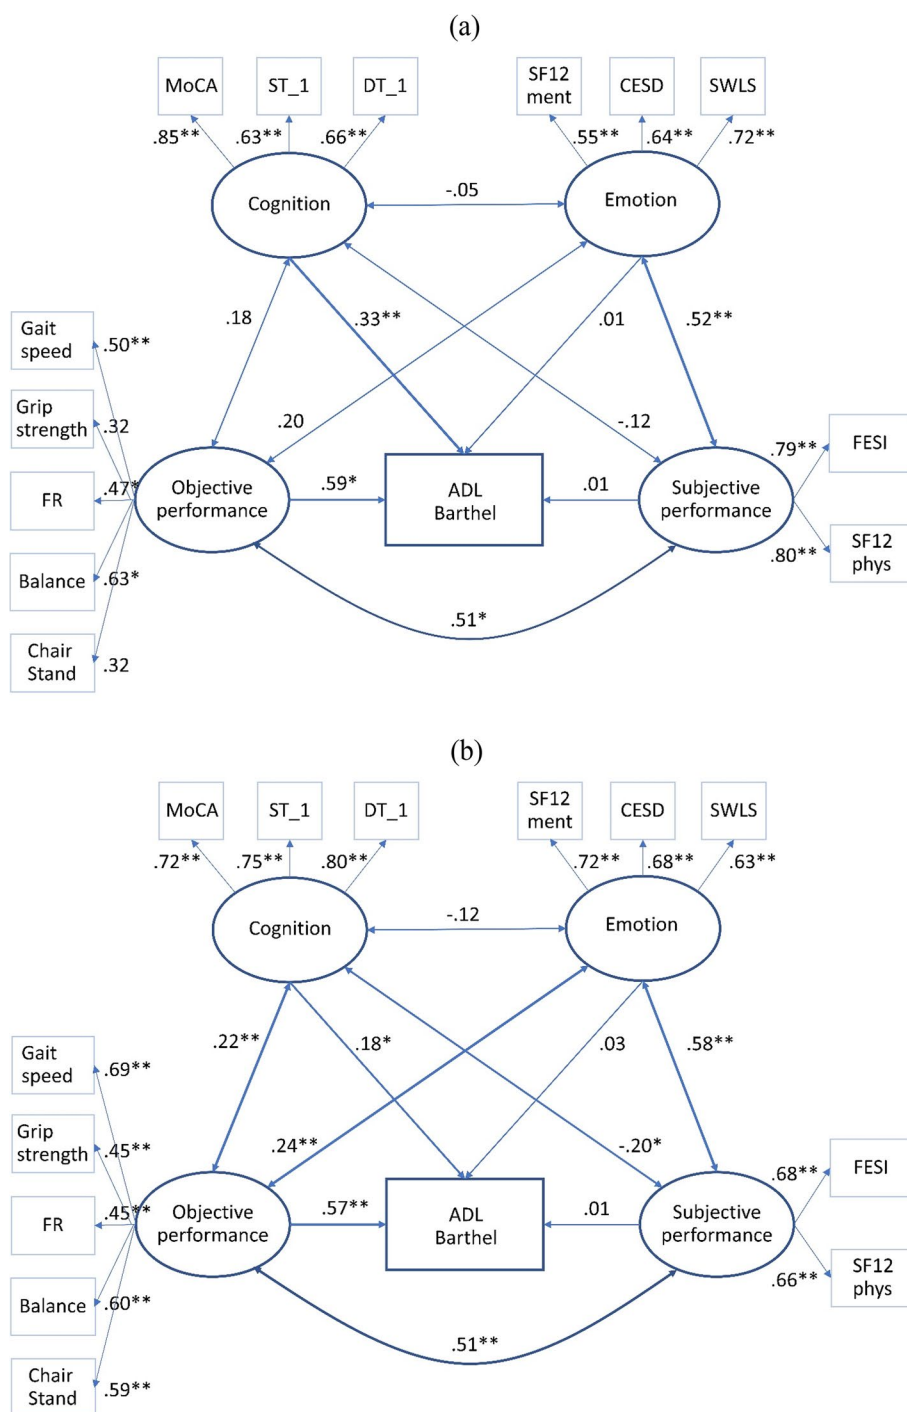 (a)
MoCA
ST_1
DT_1
SF12
ment
CESD
SWLS
.85**
.63**
.66**
.55**
.64**
.72**
Cognition
-.05
Emotion
.18
.33**
.01
.52**
Gait
speed
.50**
Grip
strength
.32
.20
-.12
FR
.47*
Objective
performance
.59*
ADL
Barthel
.01
Subjective
performance
.79**
FESI
Balance
.63*
.80**
SF12
phys
.51*
Chair
Stand
.32
(b)
MoCA
ST_1
DT_1
SF12
ment
CESD
SWLS
.72**
.75**
.80**
.72**
.68**
.63**
Cognition
-.12
Emotion
.22**
.18*
.03
.58**
Gait
speed
.69**
Grip
strength
.45**
.24**
-.20*
FR
.45**
Objective
performance
.57**
ADL
Barthel
.01
Subjective
performance
.68**
FESI
Balance
.60**
.66**
SF12
phys
.51**
Chair
Stand
.59**